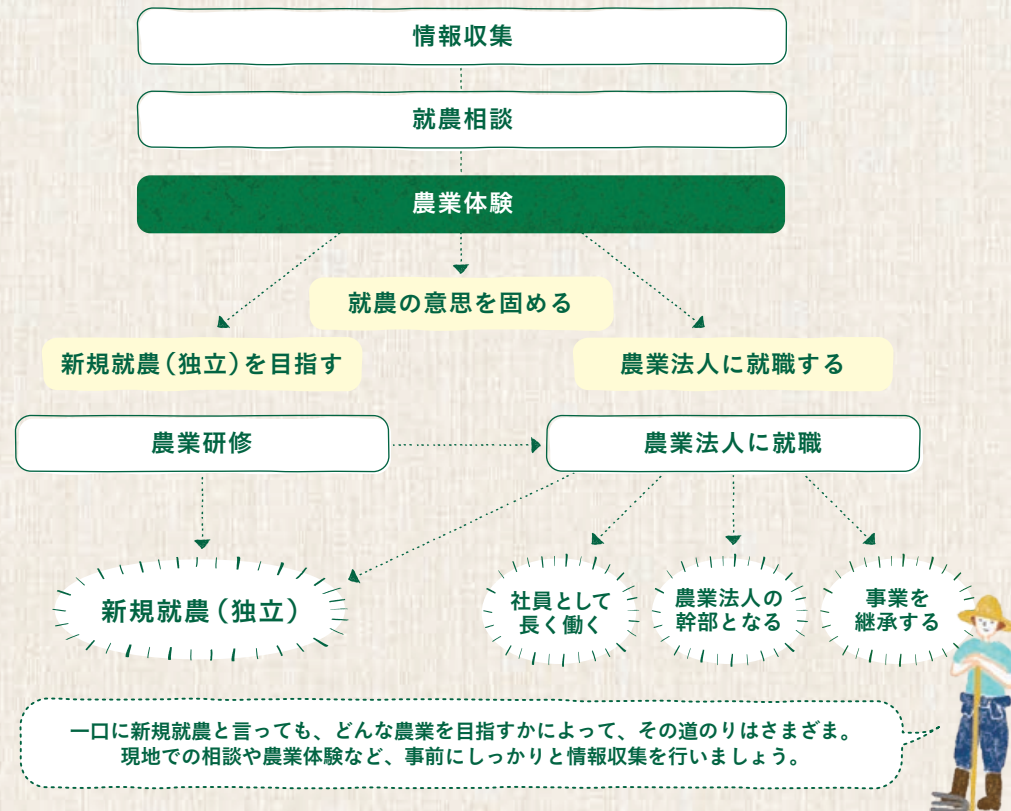 情報収集
就農相談
農業体験
就農の意思を固める
新規就農(独立)を目指す
農業法人に就職する
農業研修
農業法人に就職
新規就農(独立)
社員として
長く働く
農業法人の
幹部となる
事業を
継承する
一口に新規就農と言っても、どんな農業を目指すかによって、その道のりはさまざま。
現地での相談や農業体験など、事前にしっかりと情報収集を行いましょう。